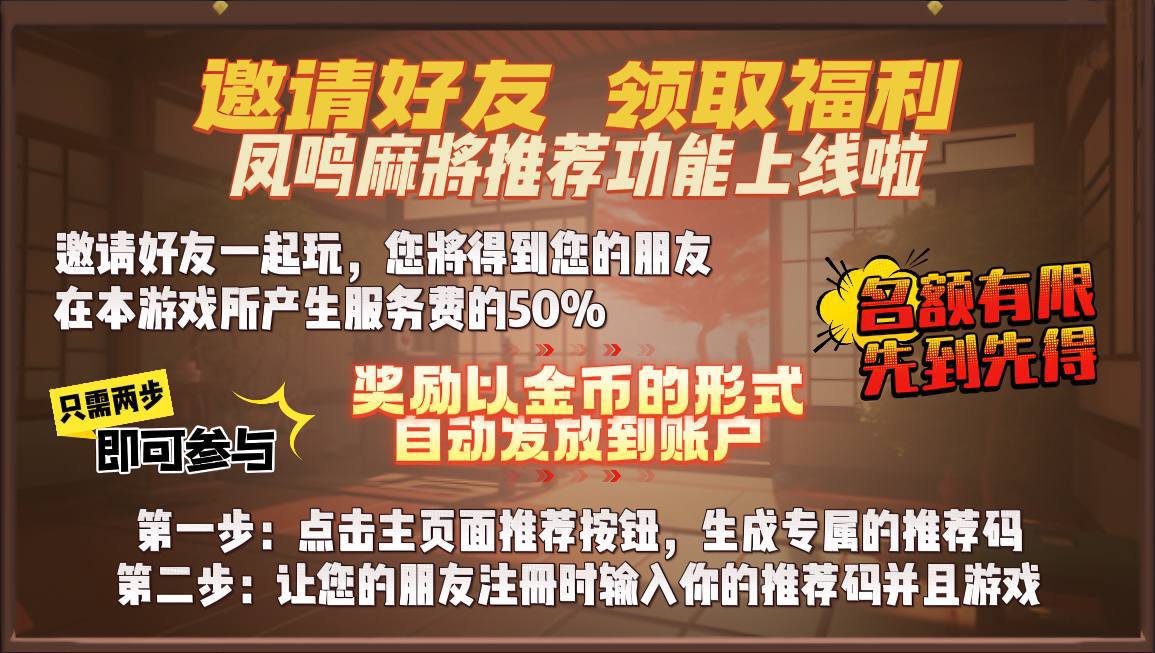 邀请好友 领取福利
凤鸣麻將推荐功能上线啦
邀请好友一起玩，您將得到您的朋友
在本游戏所产生服务费的50%
名额有限
先到先得
奖励以金币的形式
自动发放到账户
只需两步
即可参与
第一步：点击主页面推荐按钮，生成专属的推荐码
第二步：让您的朋友注冊时输入你的推荐码并且游戏